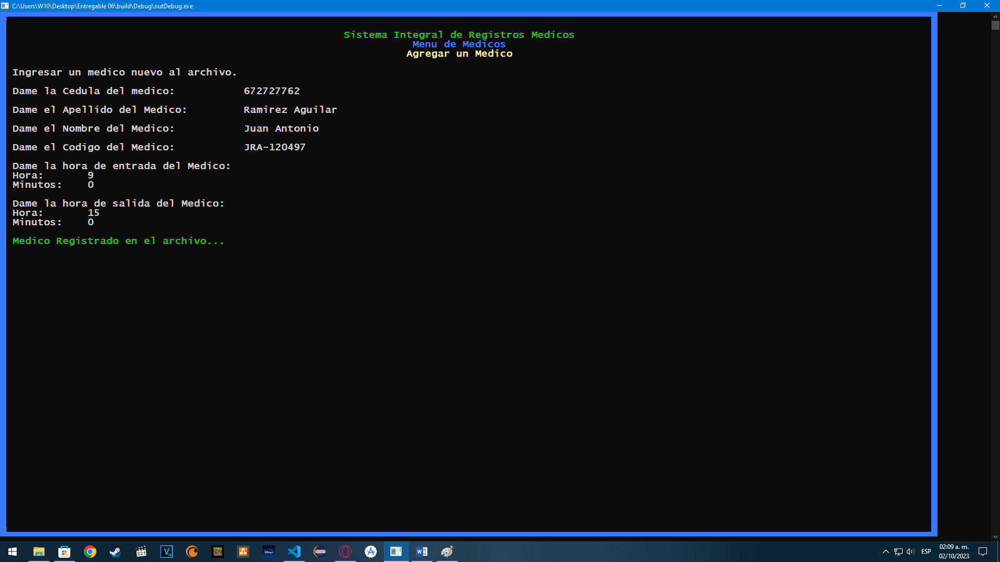 C:\Users\W10\Desktop\Entregable 06\build\Debug\outDebug.exe
Sistema Integral de Registros Medicos
Menu de Medicos
Agregar un Medico
Ingresar un medico nuevo al archivo.
Dame la Cedula del medico: 672727762
Dame el Apellido del Medico: Ramirez Aguilar
Dame el Nombre del Medico: Juan Antonio
Dame el Codigo del Medico: JRA-120497
Dame la hora de entrada del Medico:
Hora: 9
Minutos: 0
Dame la hora de salida del Medico:
Hora: 15
Minutos: 0
Medico Registrado en el archivo...
321
Disney+
ESP
02:09 a. m.
02/10/2023